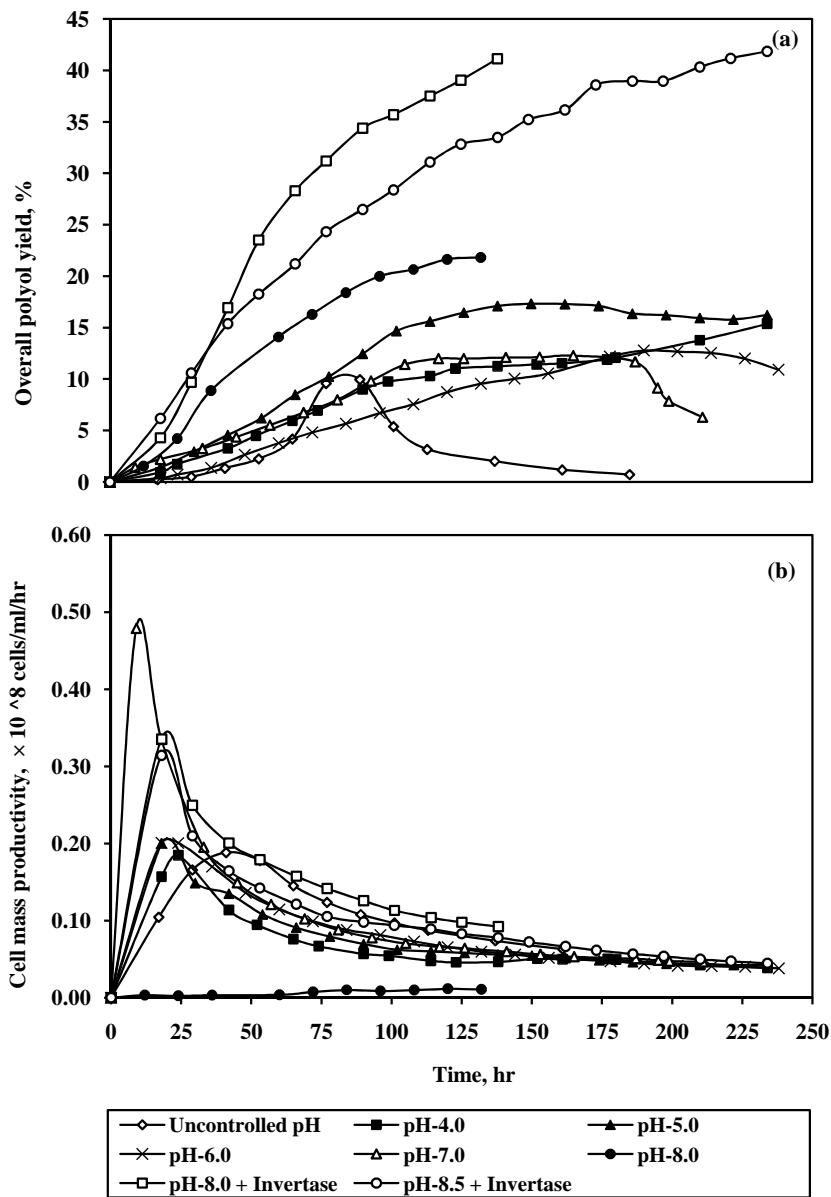 (a)
Overall polyol yield, %
45
40
35
30
25
20
15
10
5
0
(b)
Cell mass productivity, × 10 ^8 cells/ml/hr
0.60
0.50
0.40
0.30
0.20
0.10
0.00
0 25 50 75 100 125 150 175 200 225 250
Time, hr
Uncontrolled pH pH-4.0 pH-5.0
pH-6.0 pH-7.0 pH-8.0
pH-8.0 + Invertase pH-8.5 + Invertase